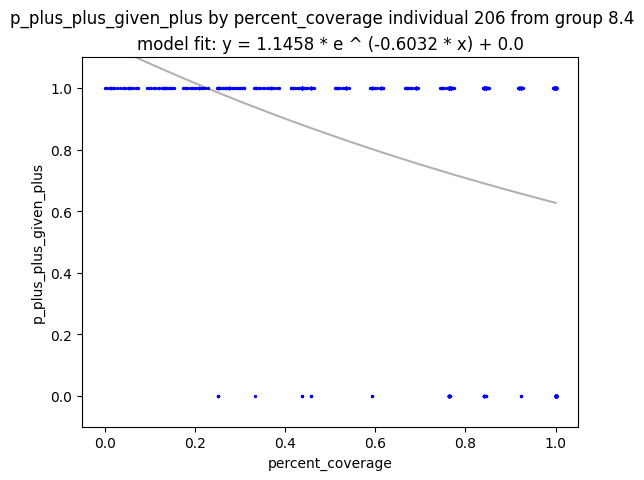 p_plus_plus_given_plus by percent_coverage individual 206 from group 8.4
model fit: y = 1.1458 * e ^ (-0.6032 * x) + 0.0
1.0
0.8
0.6
0.4
0.2
0.0
p_plus_plus_given_plus
0.0 0.2 0.4 0.6 0.8 1.0
percent_coverage